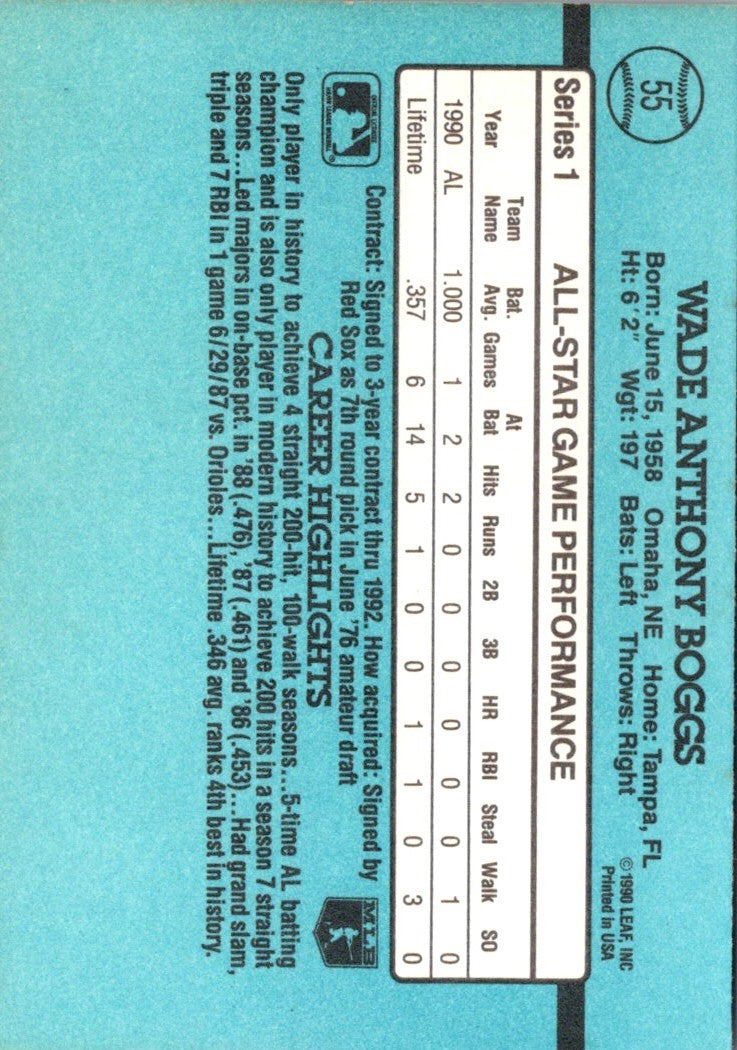 55
WADE ANTHONY BOGGS
Born: June 15, 1958 Omaha, NE Home: Tampa, FL
Ht: 6'2" Wgt: 197 Bats: Left Throws: Right
©1990 LEAF, INC
Printed in USA
Series 1 ALL-STAR GAME PERFORMANCE
Team Bat. At
Year Name Avg. Games Bat Hits Runs 2B 3B HR RBI Steal Walk SO
1990 AL 1.000 1 2 2 0 0 0 0 0 0 1 0
Lifetime .357 6 14 5 1 0 0 1 1 0 3 0
Contract: Signed to 3-year contract thru 1992. How acquired: Signed by
Red Sox as 7th round pick in June '76 amateur draft
MLB
CAREER HIGHLIGHTS
Only player in history to achieve 4 straight 200-hit, 100-walk seasons...5-time AL batting
champion and is also only player in modern history to achieve 200 hits in a season 7 straight
seasons...Led majors in on-base pct. in '88 (.476), '87 (.461) and '86 (.453)...Had grand slam,
triple and 7 RBI in 1 game 6/29/87 vs. Orioles...Lifetime .346 avg. ranks 4th best in history.